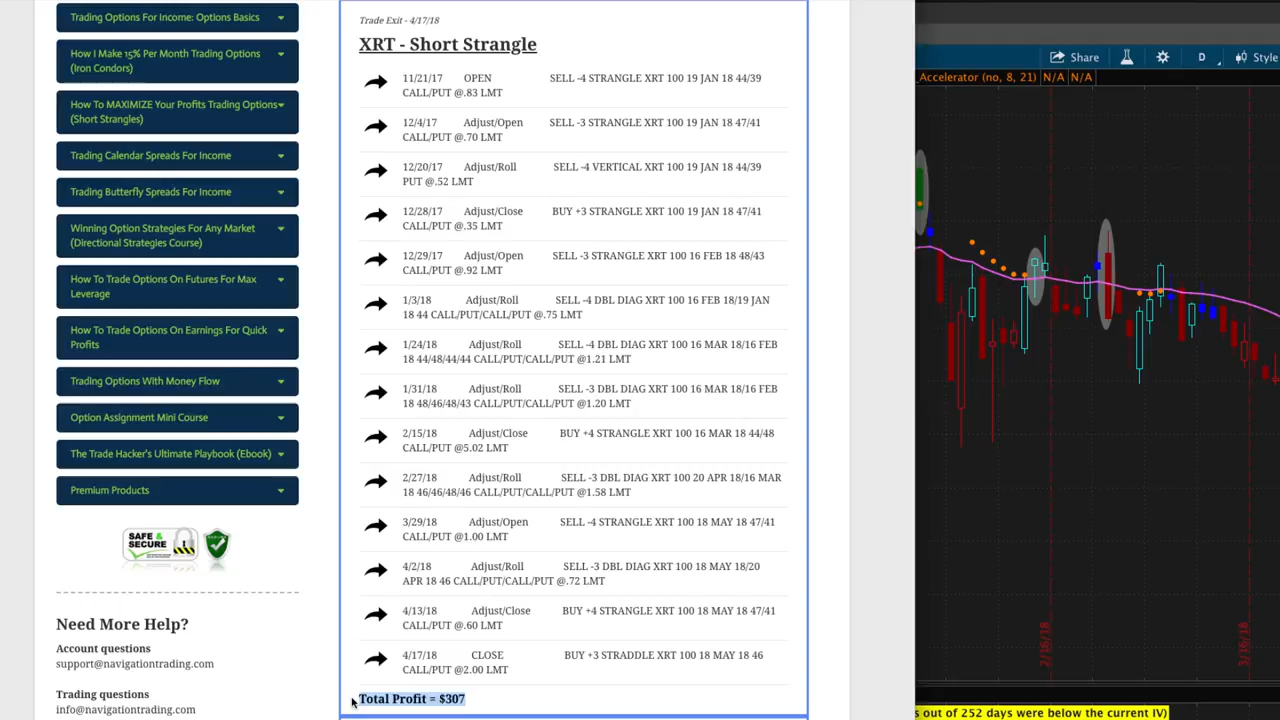 Trading Options For Income: Options Basics
How I Make 15% Per Month Trading Options
(Iron Condors)
How To MAXIMIZE Your Profits Trading Options
(Short Strangles)
Trading Calendar Spreads For Income
Trading Butterfly Spreads For Income
Winning Option Strategies For Any Market
(Directional Strategies Course)
How To Trade Options On Futures For Max
Leverage
How To Trade Options On Earnings For Quick
Profits
Trading Options With Money Flow
Option Assignment Mini Course
The Trade Hacker's Ultimate Playbook (Ebook)
Premium Products
SAFE &
SECURE
Need More Help?
Account questions
support@navigationtrading.com
Trading questions
info@navigationtrading.com
Trade Exit - 4/17/18
XRT - Short Strangle
11/21/17 OPEN SELL -4 STRANGLE XRT 100 19 JAN 18 44/39
CALL/PUT @.83 LMT
12/4/17 Adjust/Open SELL -3 STRANGLE XRT 100 19 JAN 18 47/41
CALL/PUT @.70 LMT
12/20/17 Adjust/Roll SELL -4 VERTICAL XRT 100 19 JAN 18 44/39
PUT @.52 LMT
12/28/17 Adjust/Close BUY +3 STRANGLE XRT 100 19 JAN 18 47/41
CALL/PUT @.35 LMT
12/29/17 Adjust/Open SELL -3 STRANGLE XRT 100 16 FEB 18 48/43
CALL/PUT @.92 LMT
1/3/18 Adjust/Roll SELL -4 DBL DIAG XRT 100 16 FEB 18/19 JAN
18 44 CALL/PUT/CALL/PUT @.75 LMT
1/24/18 Adjust/Roll SELL -4 DBL DIAG XRT 100 16 MAR 18/16 FEB
18 44/48/44/44 CALL/PUT/CALL/PUT @1.21 LMT
1/31/18 Adjust/Roll SELL -3 DBL DIAG XRT 100 16 MAR 18/16 FEB
18 48/46/48/43 CALL/PUT/CALL/PUT @1.20 LMT
2/15/18 Adjust/Close BUY +4 STRANGLE XRT 100 16 MAR 18 44/48
CALL/PUT @5.02 LMT
2/27/18 Adjust/Roll SELL -3 DBL DIAG XRT 100 20 APR 18/16 MAR
18 46/46/48/46 CALL/PUT/CALL/PUT @1.58 LMT
3/29/18 Adjust/Open SELL -4 STRANGLE XRT 100 18 MAY 18 47/41
CALL/PUT @1.00 LMT
4/2/18 Adjust/Roll SELL -3 DBL DIAG XRT 100 18 MAY 18/20
APR 18 46 CALL/PUT/CALL/PUT @.72 LMT
4/13/18 Adjust/Close BUY +4 STRANGLE XRT 100 18 MAY 18 47/41
CALL/PUT @.60 LMT
4/17/18 CLOSE BUY +3 STRADDLE XRT 100 18 MAY 18 46
CALL/PUT @2.00 LMT
Total Profit = $307
Share D Style
_Accelerator (no, 8, 21) N/A N/A
2/16/18
3/16/18
s out of 252 days were below the current IV)